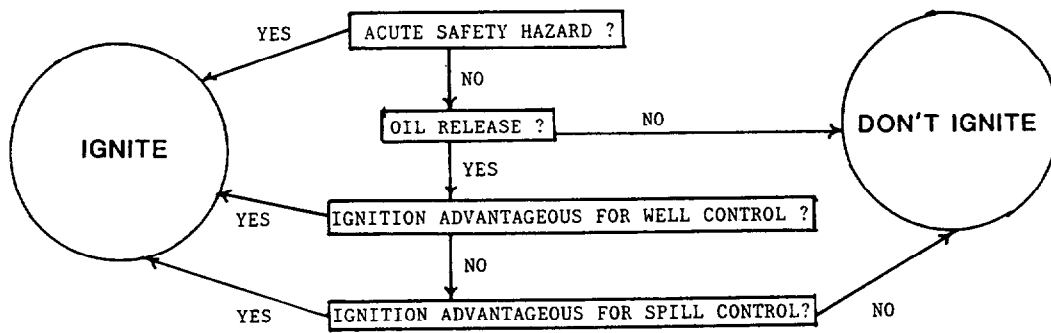 YES
ACUTE SAFETY HAZARD ?
NO
IGNITE
OIL RELEASE ?
NO
DON'T IGNITE
YES
YES
IGNITION ADVANTAGEOUS FOR WELL CONTROL ?
NO
YES
IGNITION ADVANTAGEOUS FOR SPILL CONTROL?
NO